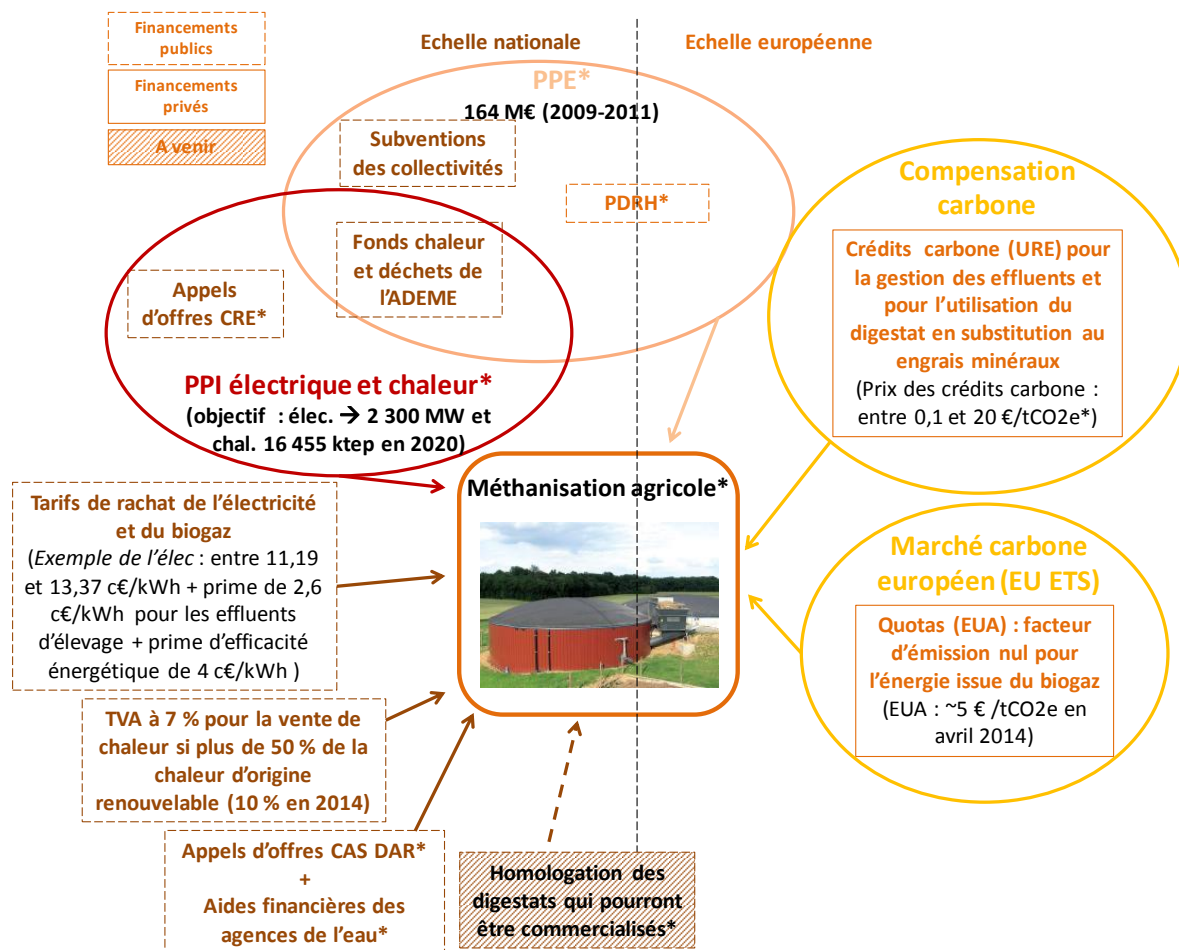 Financements
publics
Financements
privés
A venir
Echelle nationale
Echelle européenne
PPE*
164 M€ (2009-2011)
Subventions
des collectivités
PDRH*
Fonds chaleur
et déchets de
l'ADEME
Appels
d'offres CRE*
PPI électrique et chaleur*
(objectif : élec. → 2 300 MW et
chal. 16 455 ktep en 2020)
Compensation
carbone
Crédits carbone (URE) pour
la gestion des effluents et
pour l'utilisation du
digestat en substitution au
engrais minéraux
(Prix des crédits carbone :
entre 0,1 et 20 €/tCO2e*)
Méthanisation agricole*
Tarifs de rachat de l'électricité
et du biogaz
(Exemple de l'élec : entre 11,19
et 13,37 c€/kWh + prime de 2,6
c€/kWh pour les effluents
d'élevage + prime d'efficacité
énergétique de 4 c€/kWh )
Marché carbone
européen (EU ETS)
Quotas (EUA) : facteur
d'émission nul pour
l'énergie issue du biogaz
(EUA : ~5 € /tCO2e en
avril 2014)
TVA à 7 % pour la vente de
chaleur si plus de 50 % de la
chaleur d'origine
renouvelable (10 % en 2014)
Appels d'offres CAS DAR*
+
Aides financières des
agences de l'eau*
Homologation des
digestats qui pourront
être commercialisés*